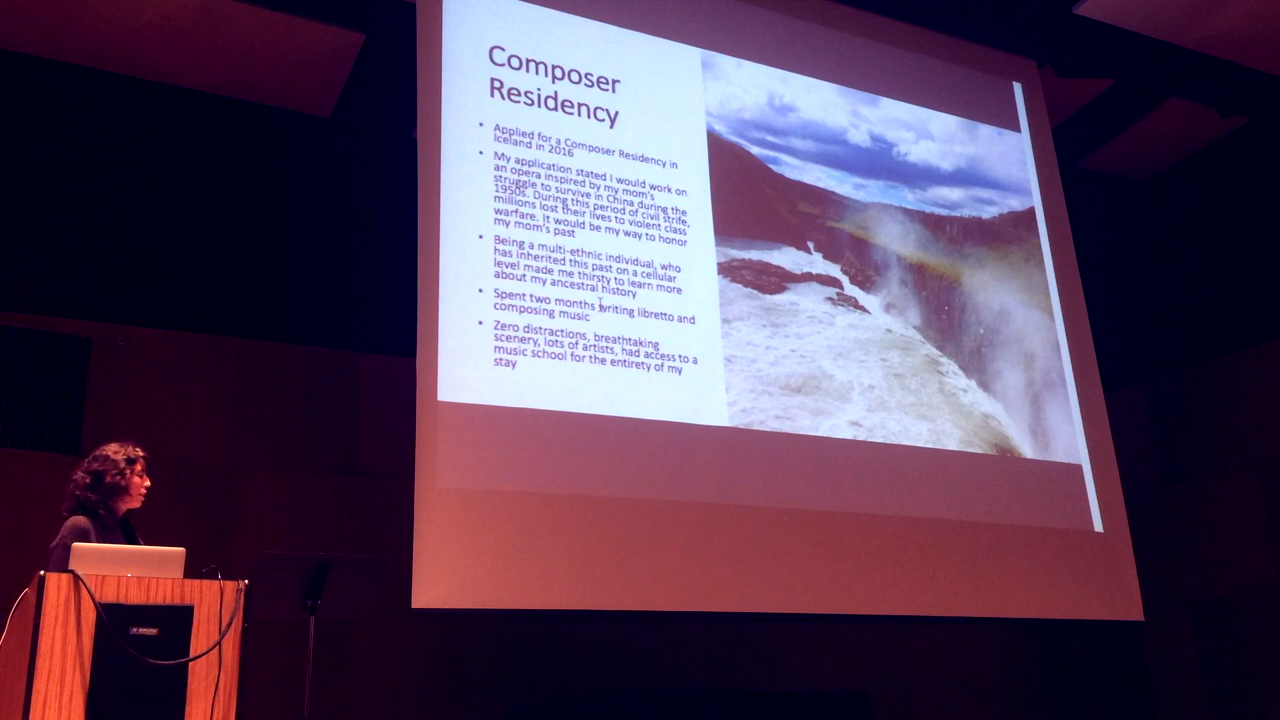 Composer
Residency
• Applied for a Composer Residency in
Iceland in 2016
• My application stated I would work on
an opera inspired by my mom's
struggle to survive in China during the
1950s. During this period of civil strife,
millions lost their lives to violent class
warfare. It would be my way to honor
my mom's past
• Being a multi-ethnic individual, who
has inherited this past on a cellular
level made me thirsty to learn more
about my ancestral history
• Spent two months writing libretto and
composing music
• Zero distractions, breathtaking
scenery, lots of artists, had access to a
music school for the entirety of my
stay